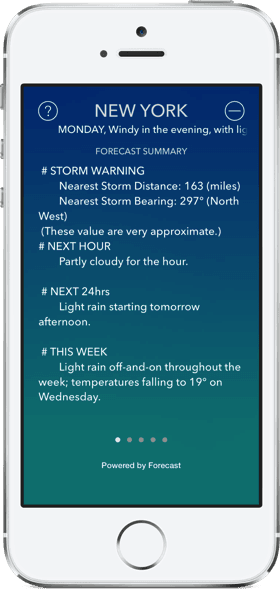 NEW YORK
MONDAY, Windy in the evening, with lig
FORECAST SUMMARY
# STORM WARNING
Nearest Storm Distance: 163 (miles)
Nearest Storm Bearing: 297° (North
West)
(These value are very approximate.)
# NEXT HOUR
Partly cloudy for the hour.
# NEXT 24hrs
Light rain starting tomorrow
afternoon.
# THIS WEEK
Light rain off-and-on throughout the
week; temperatures falling to 19° on
Wednesday.
Powered by Forecast